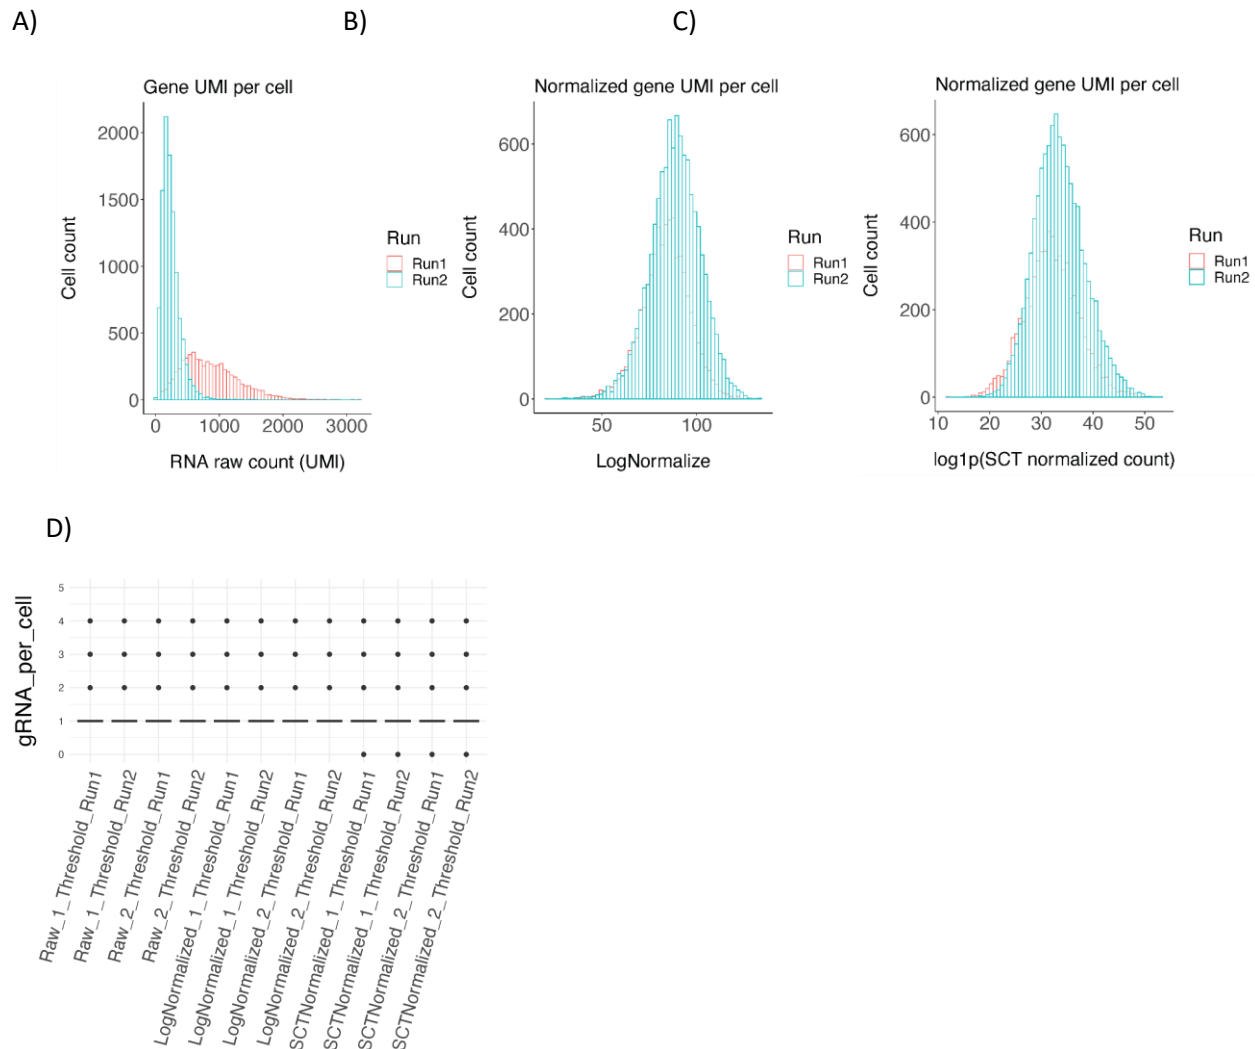 A)
B)
C)
Gene UMI per cell
2000
1500
1000
500
0
Cell count
0 1000 2000 3000
RNA raw count (UMI)
Run
Run1
Run2
Normalized gene UMI per cell
600
400
200
0
Cell count
50 100
LogNormalize
Run
Run1
Run2
Normalized gene UMI per cell
600
400
200
0
Cell count
10 20 30 40 50
log1p(SCT normalized count)
Run
Run1
Run2
D)
gRNA_per_cell
5
4
3
2
1
0
Raw_1_Threshold_Run1
Raw_1_Threshold_Run2
Raw_2_Threshold_Run1
Raw_2_Threshold_Run2
LogNormalized_1_Threshold_Run1
LogNormalized_1_Threshold_Run2
LogNormalized_2_Threshold_Run1
LogNormalized_2_Threshold_Run2
SCTNormalized_1_Threshold_Run1
SCTNormalized_1_Threshold_Run2
SCTNormalized_2_Threshold_Run1
SCTNormalized_2_Threshold_Run2